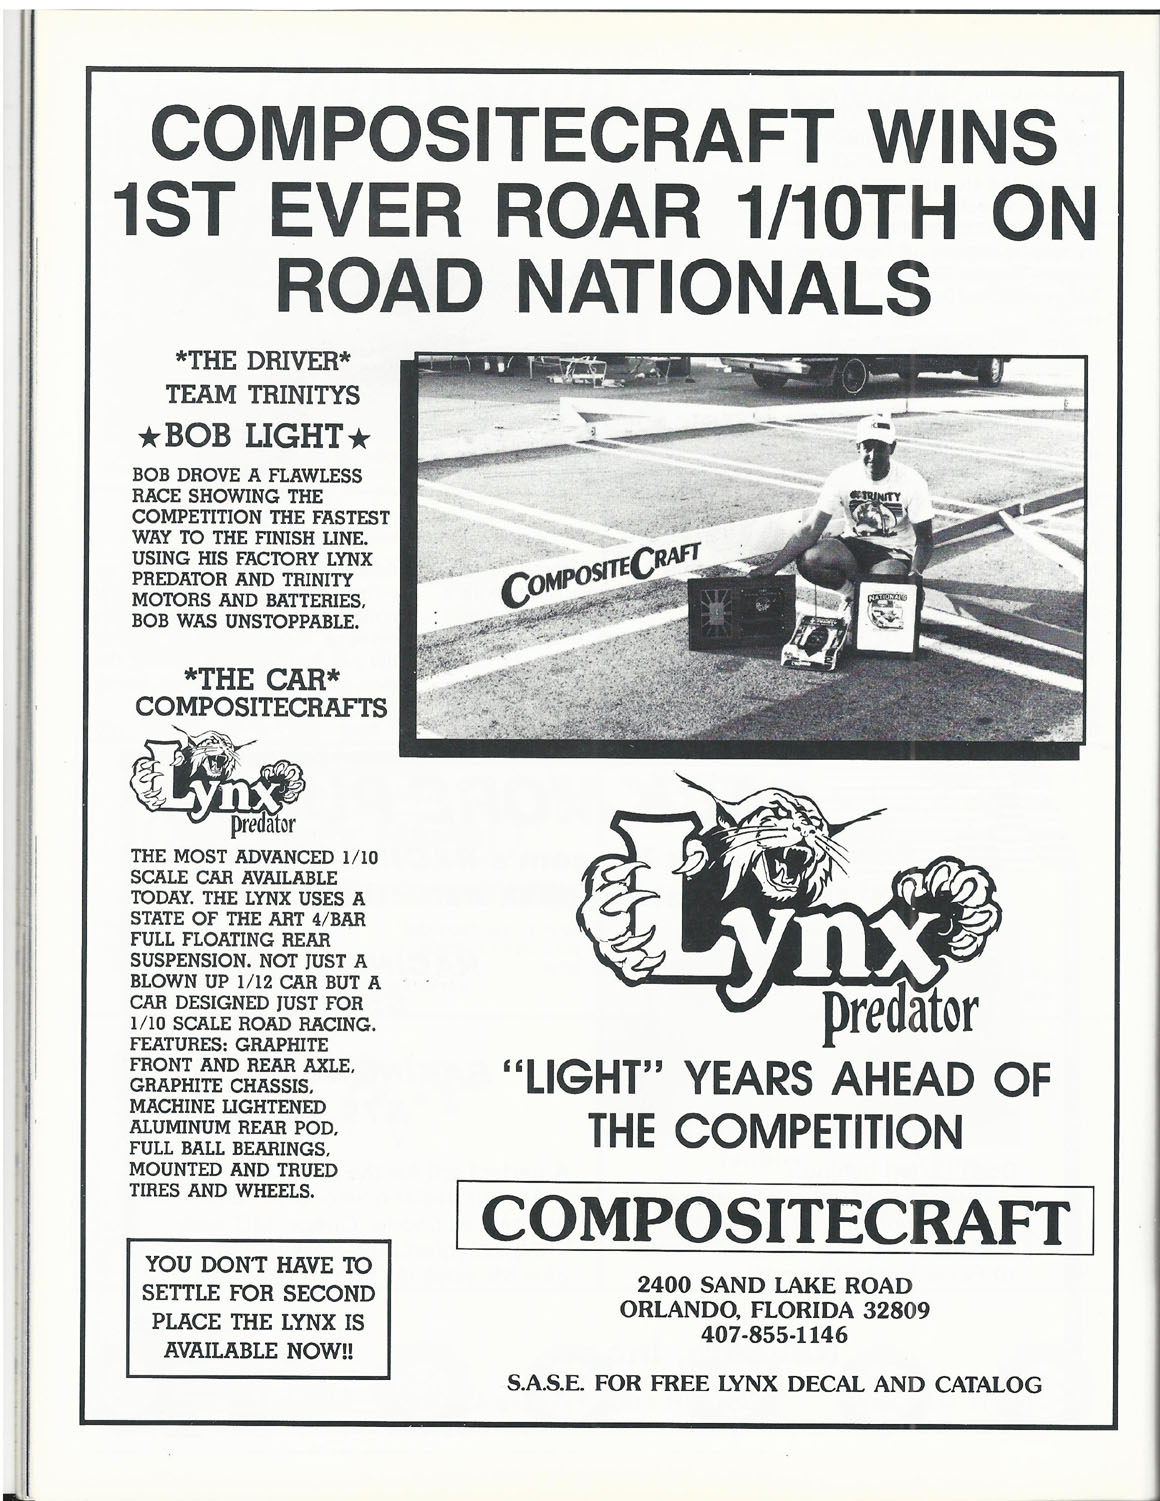 COMPOSITECRAFT WINS
1ST EVER ROAR 1/10TH ON
ROAD NATIONALS
*THE DRIVER*
TEAM TRINITYS
★BOB LIGHT★
BOB DROVE A FLAWLESS
RACE SHOWING THE
COMPETITION THE FASTEST
WAY TO THE FINISH LINE.
USING HIS FACTORY LYNX
PREDATOR AND TRINITY
MOTORS AND BATTERIES,
BOB WAS UNSTOPPABLE.
*THE CAR*
COMPOSITECRAFTS
Lynx
predator
THE MOST ADVANCED 1/10
SCALE CAR AVAILABLE
TODAY. THE LYNX USES A
STATE OF THE ART 4/BAR
FULL FLOATING REAR
SUSPENSION. NOT JUST A
BLOWN UP 1/12 CAR BUT A
CAR DESIGNED JUST FOR
1/10 SCALE ROAD RACING.
FEATURES: GRAPHITE
FRONT AND REAR AXLE,
GRAPHITE CHASSIS,
MACHINE LIGHTENED
ALUMINUM REAR POD,
FULL BALL BEARINGS,
MOUNTED AND TRUED
TIRES AND WHEELS.
YOU DON'T HAVE TO
SETTLE FOR SECOND
PLACE THE LYNX IS
AVAILABLE NOW!!
TRINITY
COMPOSITECRAFT
NATIONALS
Lynx
predator
"LIGHT" YEARS AHEAD OF
THE COMPETITION
COMPOSITECRAFT
2400 SAND LAKE ROAD
ORLANDO, FLORIDA 32809
407-855-1146
S.A.S.E. FOR FREE LYNX DECAL AND CATALOG